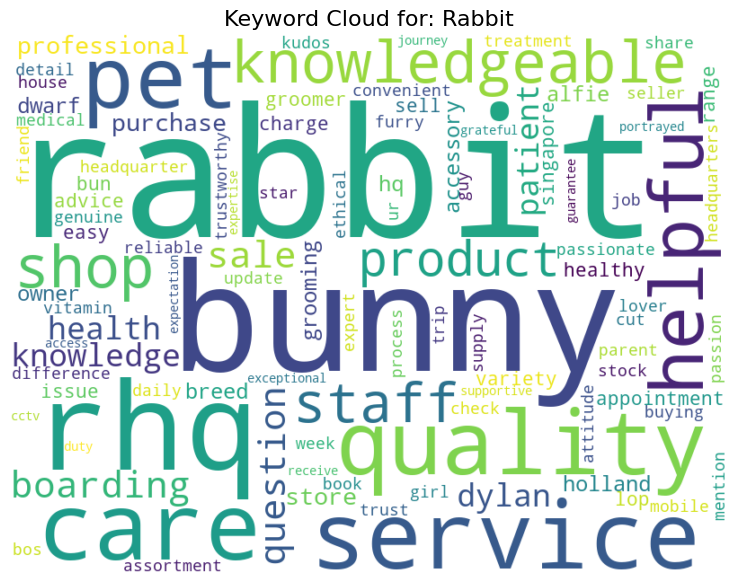 Keyword Cloud for: Rabbit
professional
kudos
journey
treatment
share
pet
knowledgeable
detail
house
convenient
seller
dwarf
groomer
sell
alfie
range
medical
purchase
charge
furry
accessory
patient
singapore
helpful
rabbit
friend
headquarter
trustworthy
expertise
star
ethical
hq
ur
grateful
guy
guarantee
portrayed
headquarters
bun
advice
genuine
easy
job
reliable
sale
product
passionate
shop
update
grooming
healthy
expectation
bunny
owner
vitamin
health
expert
process
trip
supply
lover
cut
passion
access
knowledge
parent
difference
stock
rhq
issue
daily
breed
exceptional
staff
variety
supportive
appointment
cctv
check
attitude
buying
duty
question
week
quality
receive
boarding
store
book
girl
dylan
holland
lop
mobile
mention
care
trust
service
bos
assortment